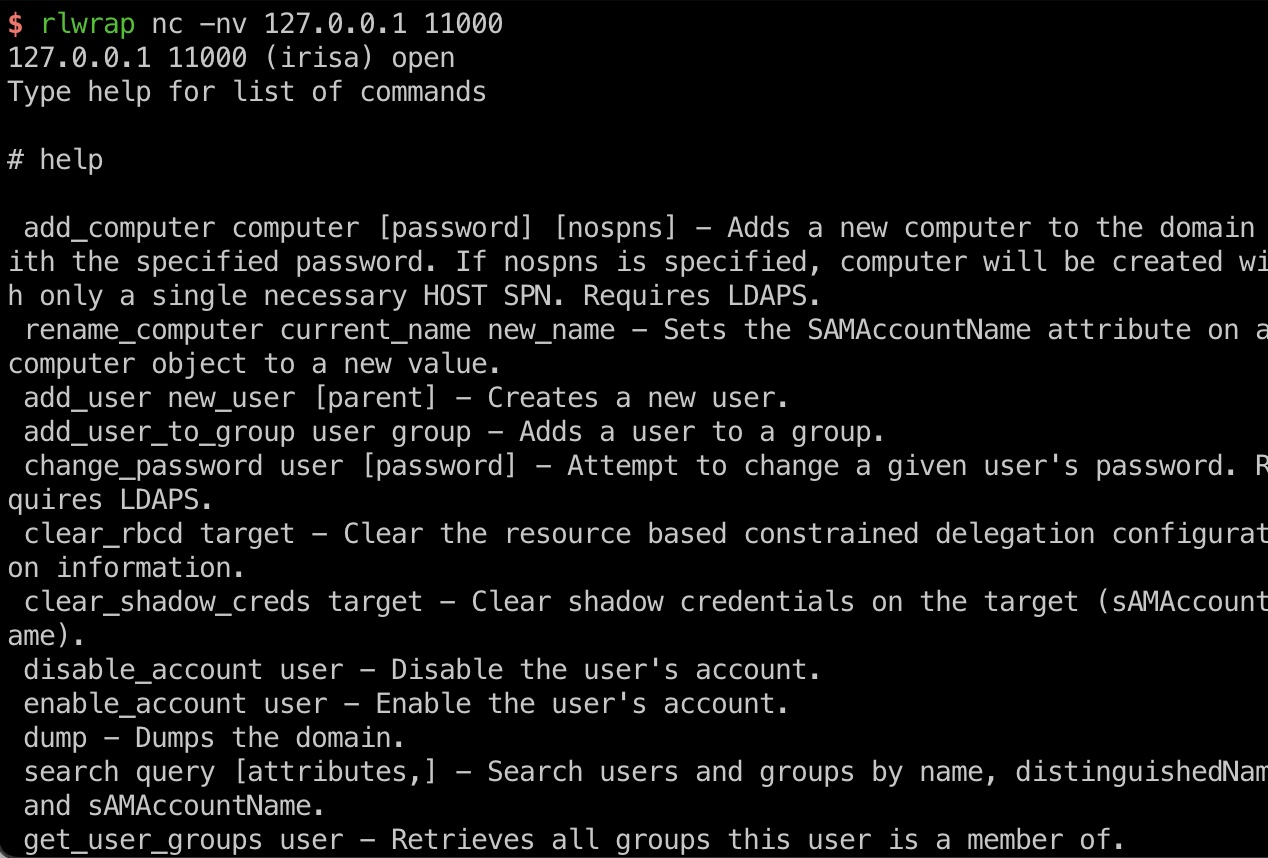 $ rlwrap nc -nv 127.0.0.1 11000
127.0.0.1 11000 (irisa) open
Type help for list of commands
# help
add_computer computer [password] [nospns] - Adds a new computer to the domain
ith the specified password. If nospns is specified, computer will be created wi
h only a single necessary HOST SPN. Requires LDAPS.
rename_computer current_name new_name - Sets the SAMAccountName attribute on a
computer object to a new value.
add_user new_user [parent] - Creates a new user.
add_user_to_group user group - Adds a user to a group.
change_password user [password] - Attempt to change a given user's password. R
quires LDAPS.
clear_rbcd target - Clear the resource based constrained delegation configurat
on information.
clear_shadow_creds target - Clear shadow credentials on the target (sAMAccount
ame).
disable_account user - Disable the user's account.
enable_account user - Enable the user's account.
dump - Dumps the domain.
search query [attributes,] - Search users and groups by name, distinguishedNam
and sAMAccountName.
get_user_groups user - Retrieves all groups this user is a member of.